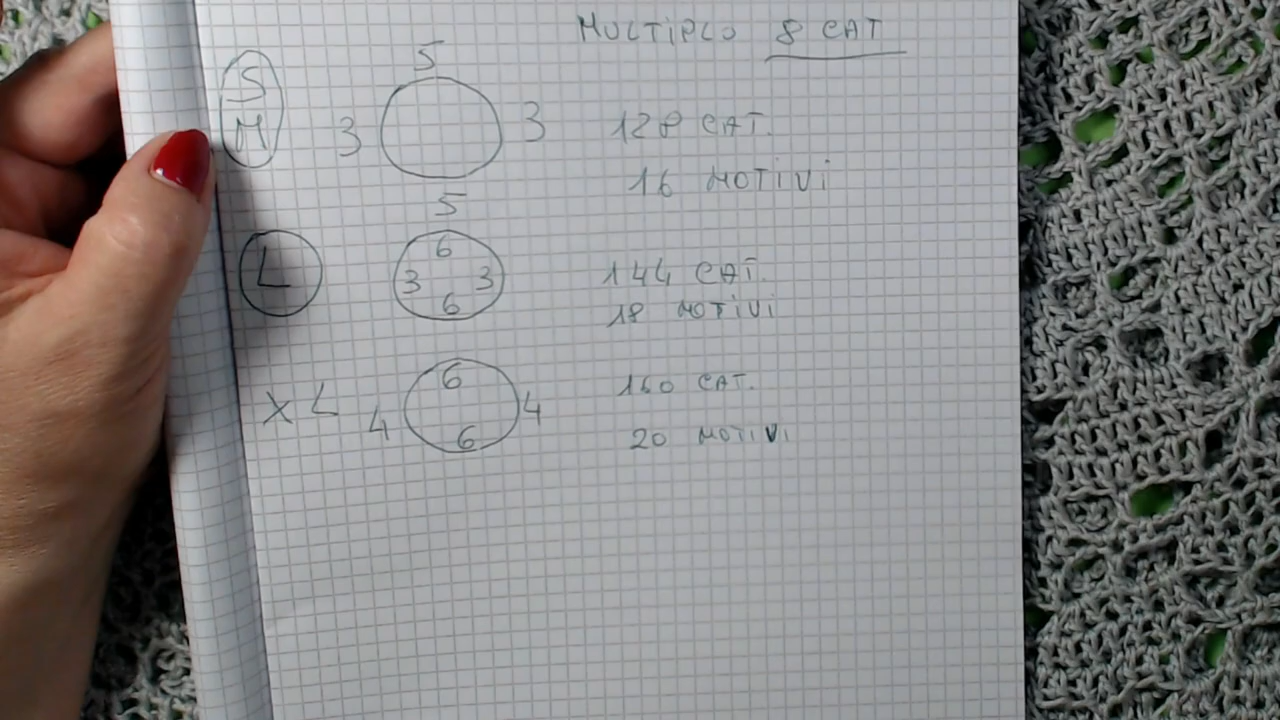 MULTIPLO 8 CAT
S
M
5
3
3
5
128 CAT.
16 MOTIVI
L
6
3 3
6
144 CAT.
18 MOTIVI
XL
6
4 4
6
160 CAT.
20 MOTIVI